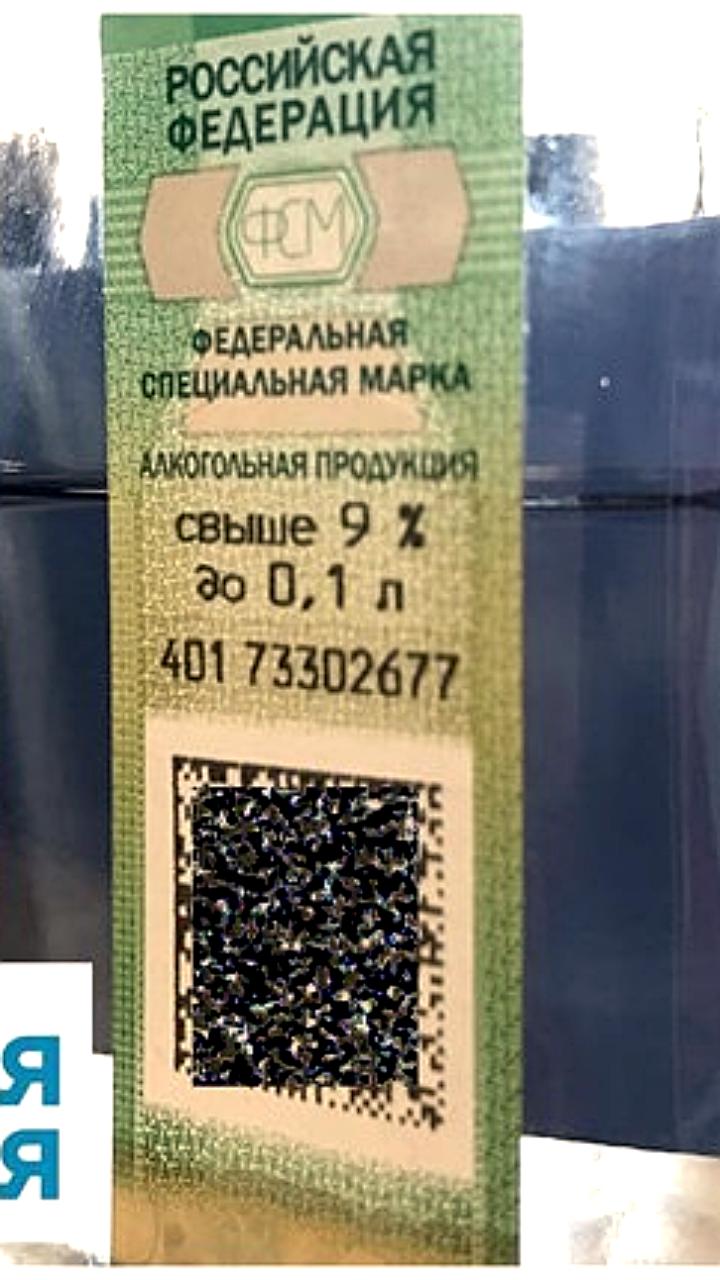 РОССИЙСКАЯ
ФЕДЕРАЦИЯ
ФСМ
ФЕДЕРАЛЬНАЯ
СПЕЦИАЛЬНАЯ МАРКА
АЛКОГОЛЬНАЯ ПРОДУКЦИЯ
свыше 9 %
до 0,1 л
401 73302677
Я
Я